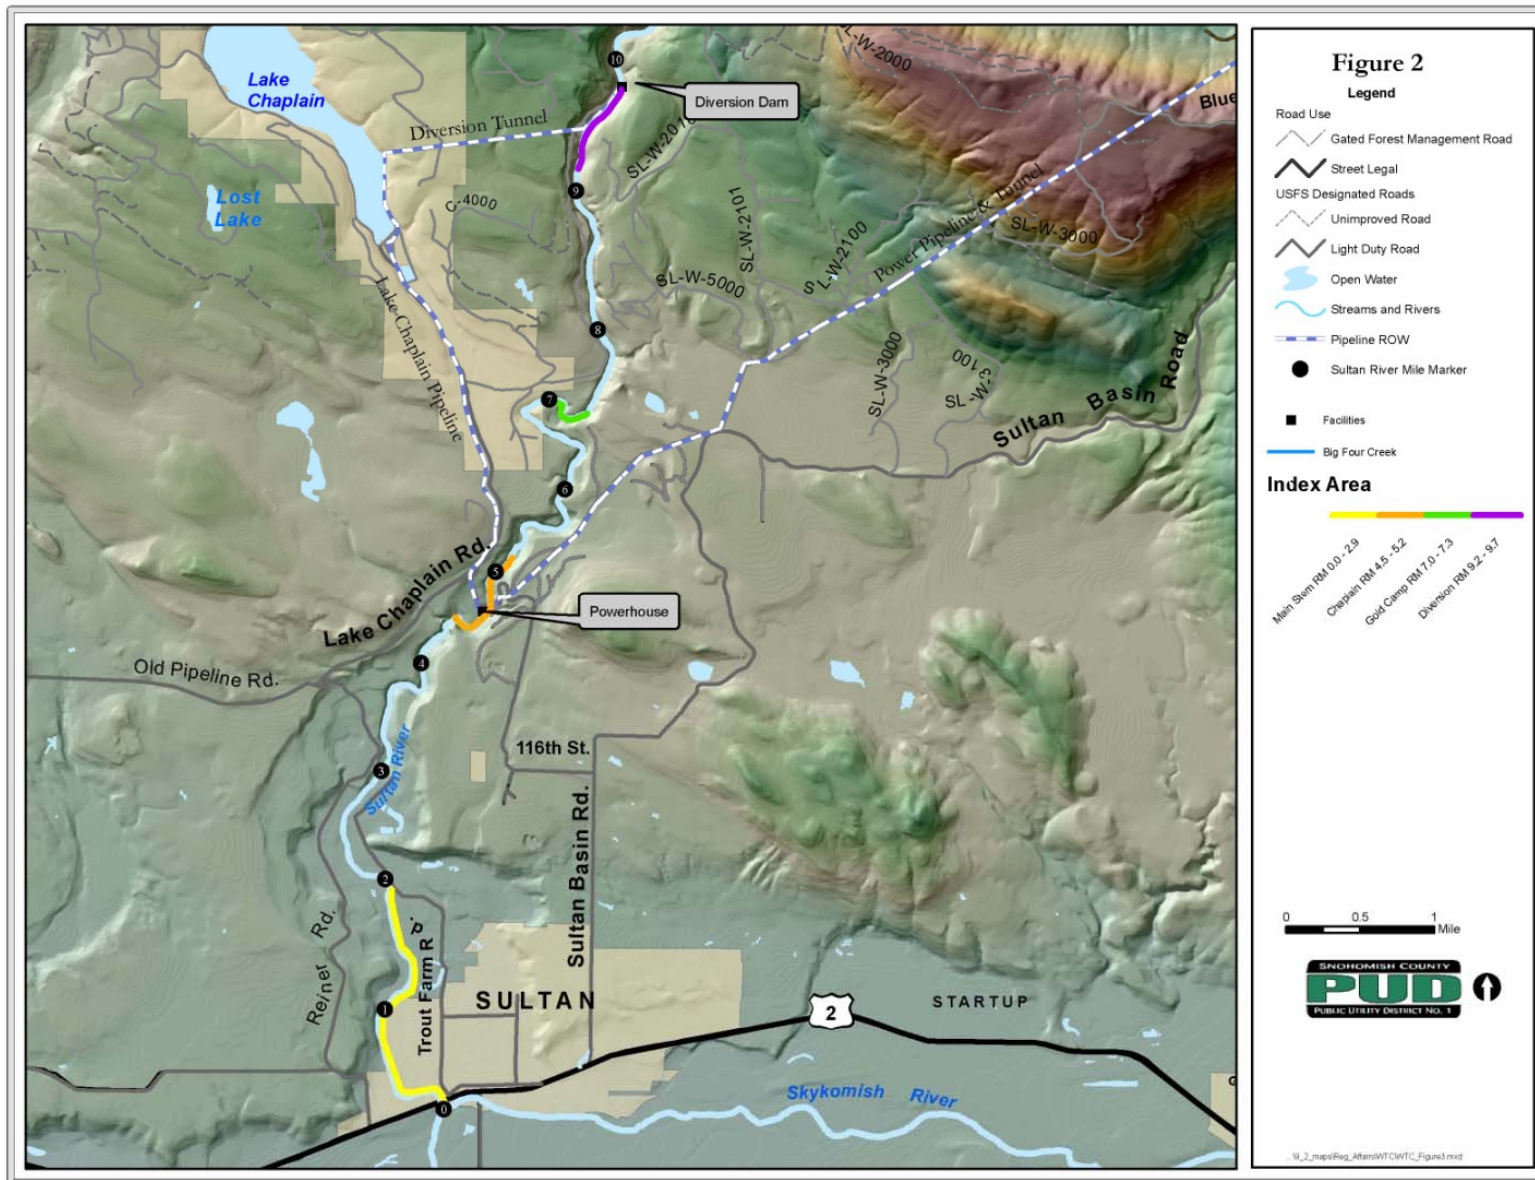 10
SL-W-2000
Lake
Chaplain
Diversion Dam
Blue
Diversion Tunnel
SL-W-2010
9
Lost
Lake
C-4000
SL-W-2101
SL-W-2100
Power Pipeline & Tunnel
SL-W-3000
SL-W-5000
Lake Chaplain Pipeline
8
SL-W-3000
SL-W-
Sultan Basin Road
7
6
Lake Chaplain Rd.
5
Powerhouse
4
Old Pipeline Rd.
Sultan River
116th St.
3
Sultan Basin Rd.
2
Reiner Rd.
Trout Farm R
d.
1
SULTAN
2
STARTUP
0
Skykomish River
G
Figure 2
Legend
Road Use
Gated Forest Management Road
Street Legal
USFS Designated Roads
Unimproved Road
Light Duty Road
Open Water
Streams and Rivers
Pipeline ROW
Sultan River Mile Marker
Facilities
Big Four Creek
Index Area
Main Stem RM 0.0 - 2.9
Chaplain RM 4.5 - 5.2
Gold Camp RM 7.0 - 7.3
Diversion RM 9.2 - 9.7
0 0.5 1
Mile
SNOHOMISH COUNTY
PUD
PUBLIC UTILITY DISTRICT NO. 1
...\9_2_maps\Reg_Affairs\WTC\WTC_Figure3.mxd